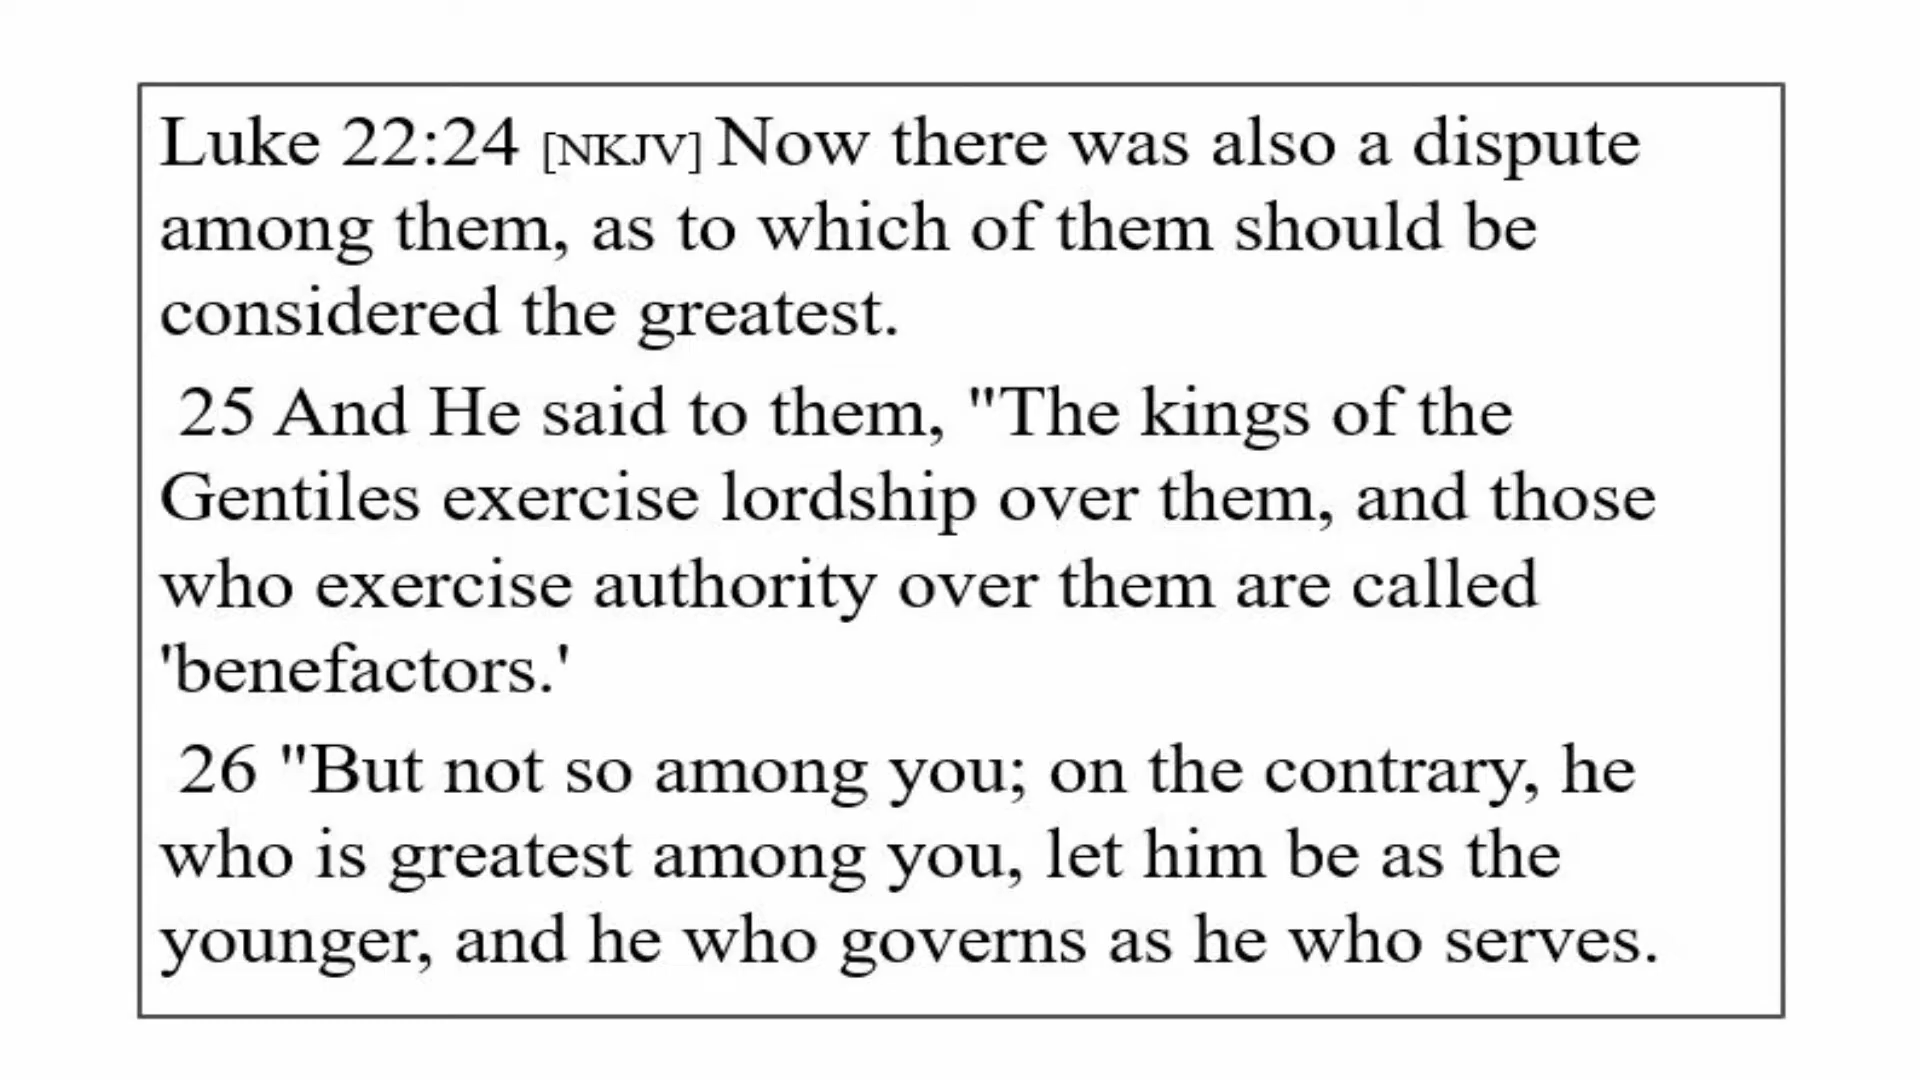 Luke 22:24 [NKJV] Now there was also a dispute
among them, as to which of them should be
considered the greatest.
25 And He said to them, "The kings of the
Gentiles exercise lordship over them, and those
who exercise authority over them are called
'benefactors.'
26 "But not so among you; on the contrary, he
who is greatest among you, let him be as the
younger, and he who governs as he who serves.